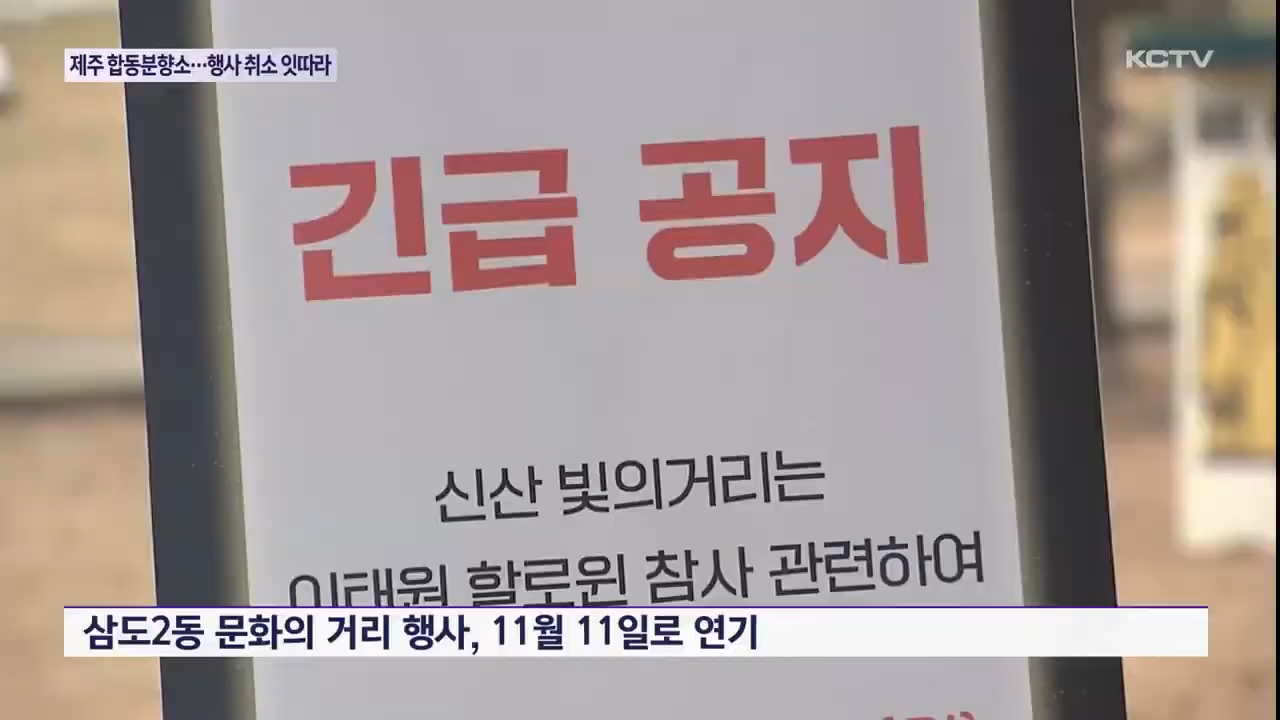 제주 합동분향소…행사 취소 잇따라
KCTV
긴급 공지
신산 빛의거리는
이태원 할로윈 참사 관련하여
삼도2동 문화의 거리 행사, 11월 11일로 연기